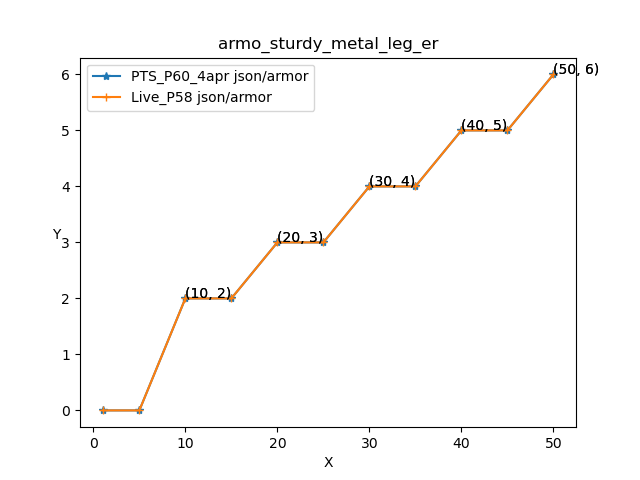 armo_sturdy_metal_leg_er
PTS_P60_4apr json/armor
Live_P58 json/armor
(50, 6)
(40, 5)
(30, 4)
(20, 3)
(10, 2)
Y
6
5
4
3
2
1
0
0 10 20 30 40 50
X